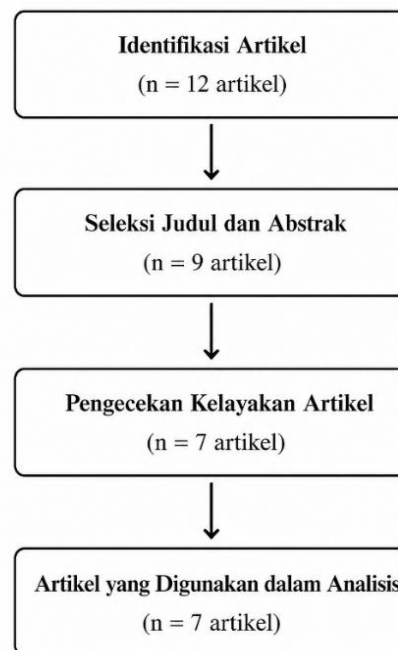 Identifikasi Artikel
(n = 12 artikel)
Seleksi Judul dan Abstrak
(n = 9 artikel)
Pengecekan Kelayakan Artikel
(n = 7 artikel)
Artikel yang Digunakan dalam Analisis
(n = 7 artikel)